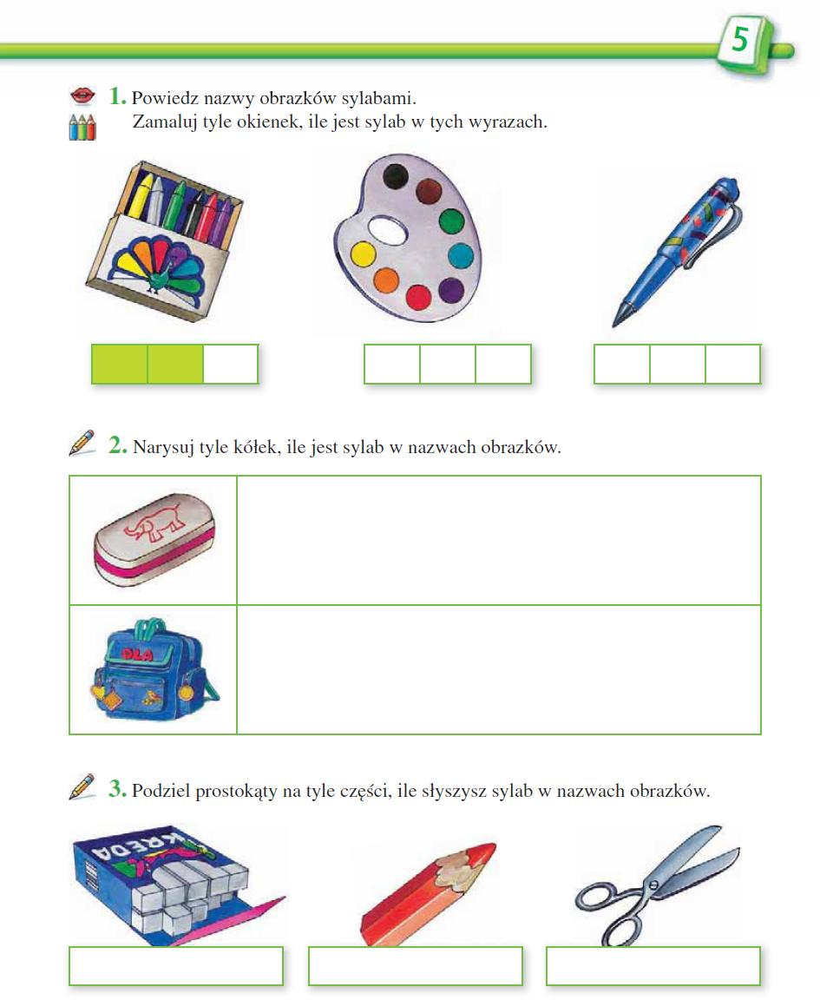 5
1. Powiedz nazwy obrazków sylabami.
Zamaluj tyle okienek, ile jest sylab w tych wyrazach.
2. Narysuj tyle kółek, ile jest sylab w nazwach obrazków.
OLA
3. Podziel prostokąty na tyle części, ile słyszysz sylab w nazwach obrazków.
KREDA